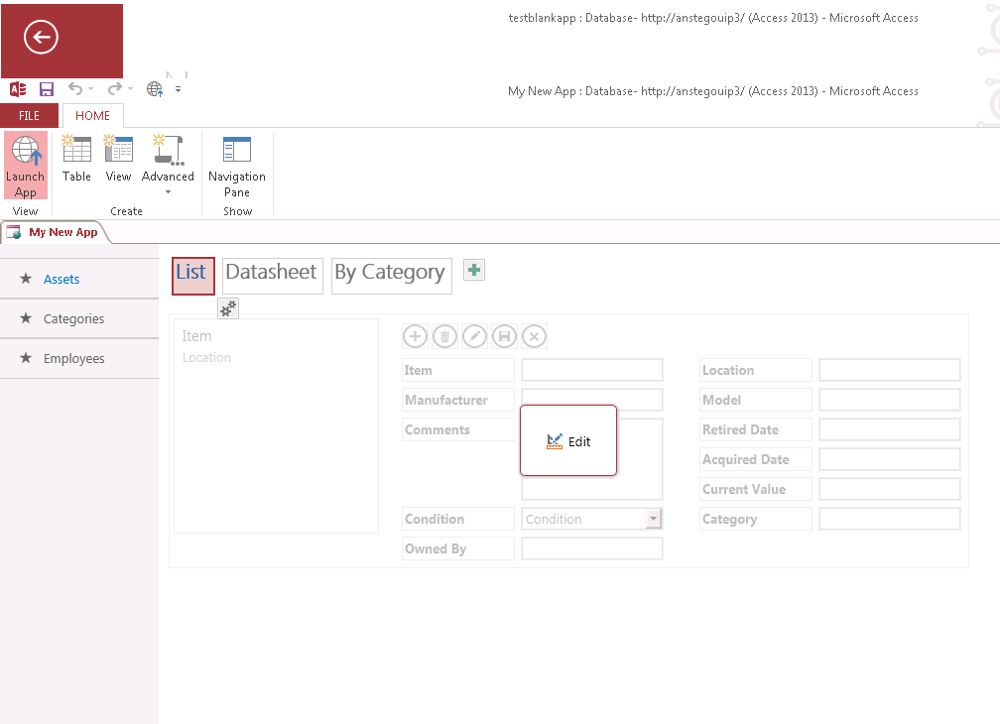 testblankapp : Database- http://anstegouip3/ (Access 2013) - Microsoft Access
My New App : Database- http://anstegouip3/ (Access 2013) - Microsoft Access
FILE
HOME
Launch App
Table
View
Advanced
Navigation Pane
View
Create
Show
My New App
Assets
Categories
Employees
List
Datasheet
By Category
Item
Location
Item
Manufacturer
Comments
Edit
Condition
Condition
Owned By
Location
Model
Retired Date
Acquired Date
Current Value
Category